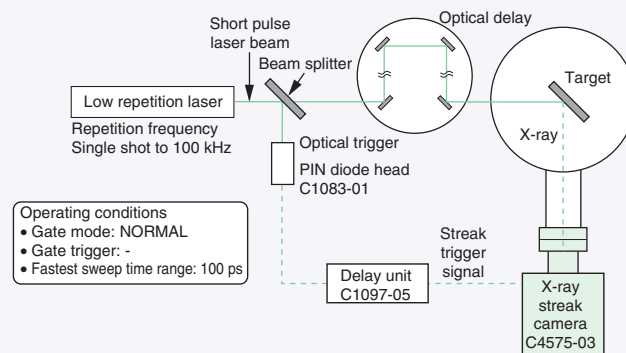 Optical delay
Short pulse
laser beam
Beam splitter
Target
Low repetition laser
Repetition frequency
Single shot to 100 kHz
X-ray
Optical trigger
PIN diode head
C1083-01
Operating conditions
• Gate mode: NORMAL
• Gate trigger: -
• Fastest sweep time range: 100 ps
Streak
trigger
signal
Delay unit
C1097-05
X-ray
streak
camera
C4575-03